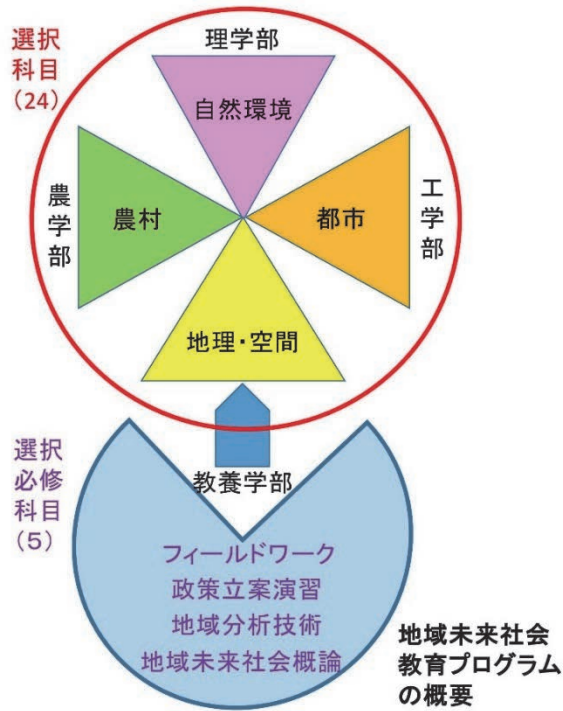 選択
科目
(24)
理学部
自然環境
農学部
農村
都市
工学部
地理・空間
選択
必修
科目
(5)
教養学部
フィールドワーク
政策立案演習
地域分析技術
地域未来社会概論
地域未来社会
教育プログラム
の概要